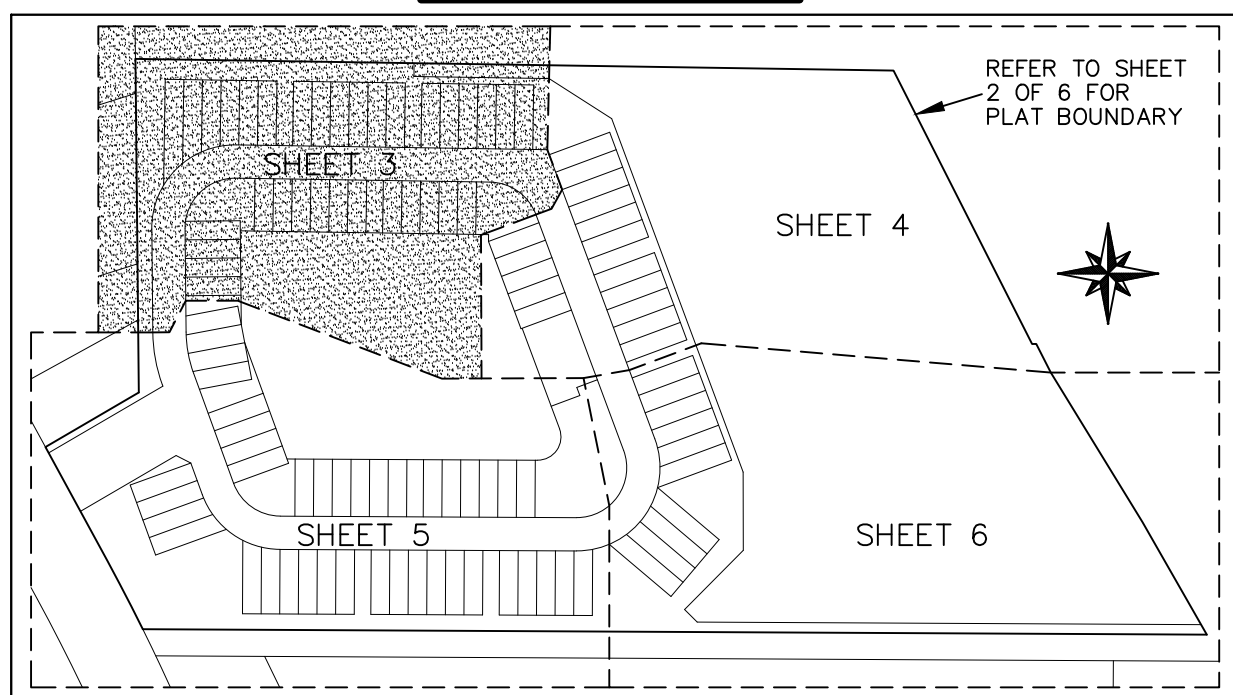 REFER TO SHEET
2 OF 6 FOR
PLAT BOUNDARY
SHEET 3
SHEET 4
SHEET 5
SHEET 6